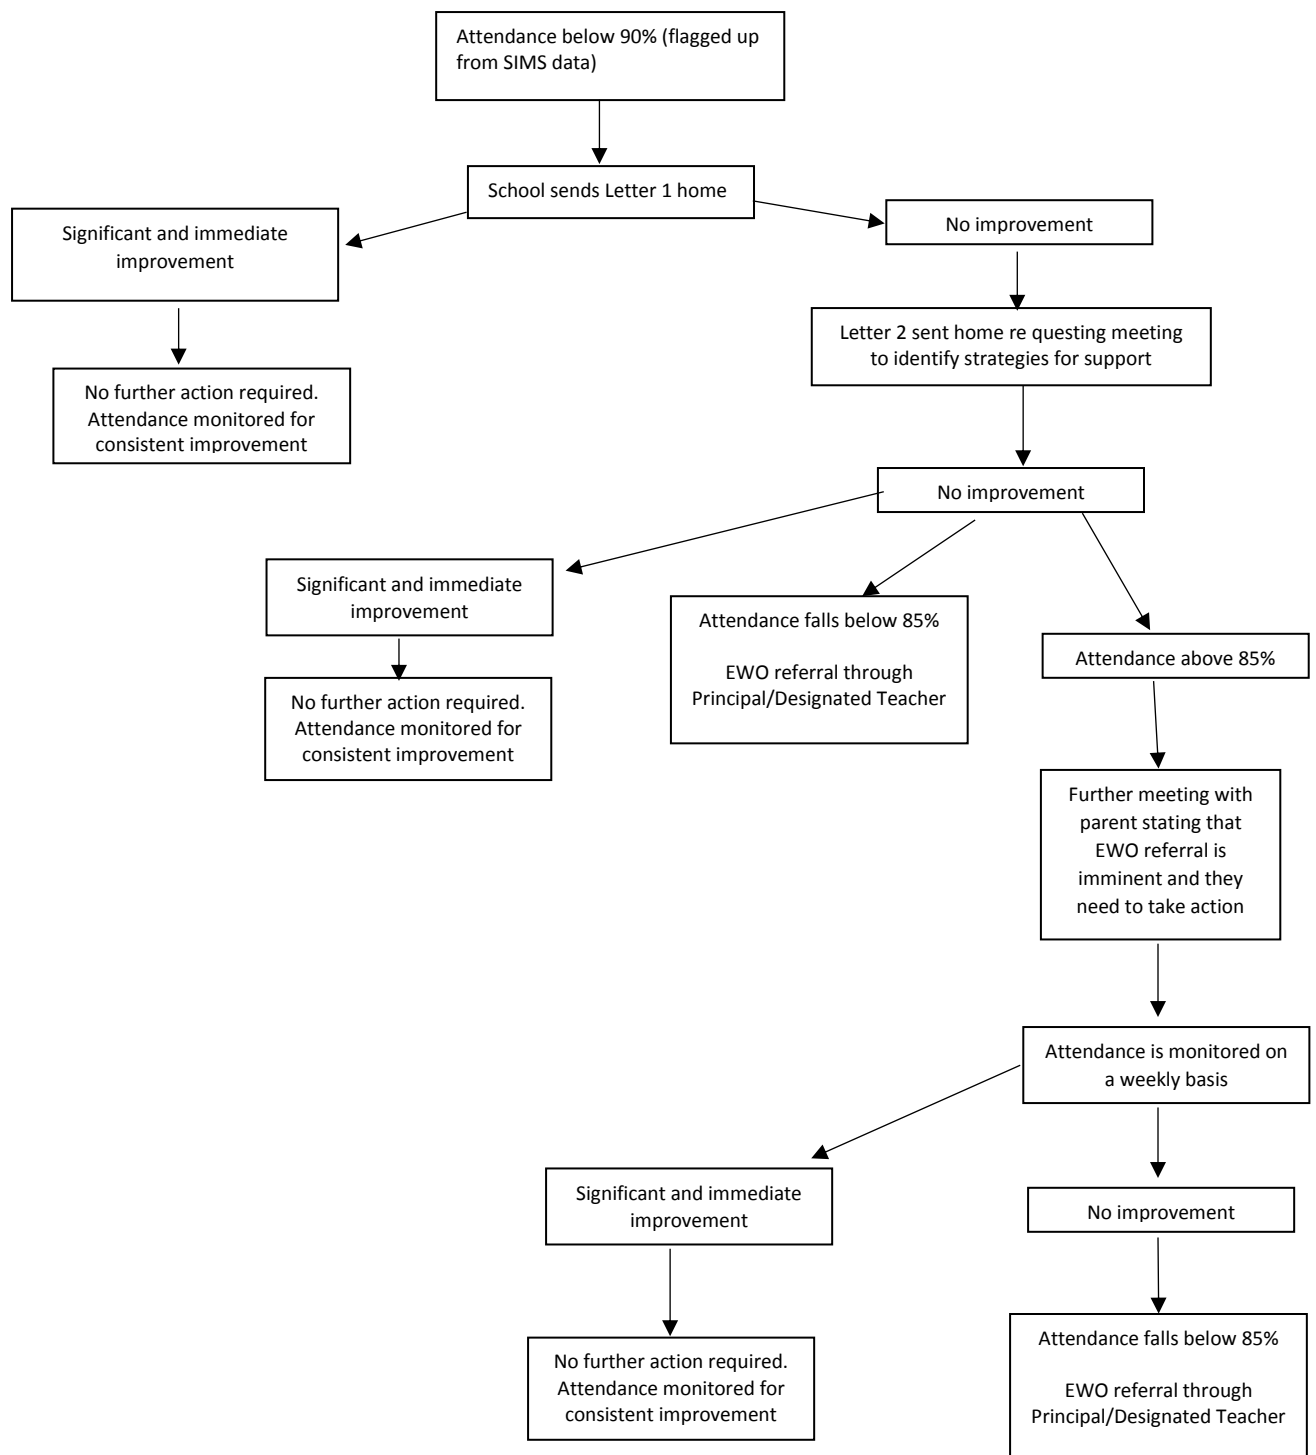 Attendance below 90% (flagged up
from SIMS data)
School sends Letter 1 home
Significant and immediate
improvement
No improvement
No further action required.
Attendance monitored for
consistent improvement
Letter 2 sent home re questing meeting
to identify strategies for support
No improvement
Significant and immediate
improvement
No further action required.
Attendance monitored for
consistent improvement
Attendance falls below 85%
EWO referral through
Principal/Designated Teacher
Attendance above 85%
Further meeting with
parent stating that
EWO referral is
imminent and they
need to take action
Attendance is monitored on
a weekly basis
Significant and immediate
improvement
No further action required.
Attendance monitored for
consistent improvement
No improvement
Attendance falls below 85%
EWO referral through
Principal/Designated Teacher